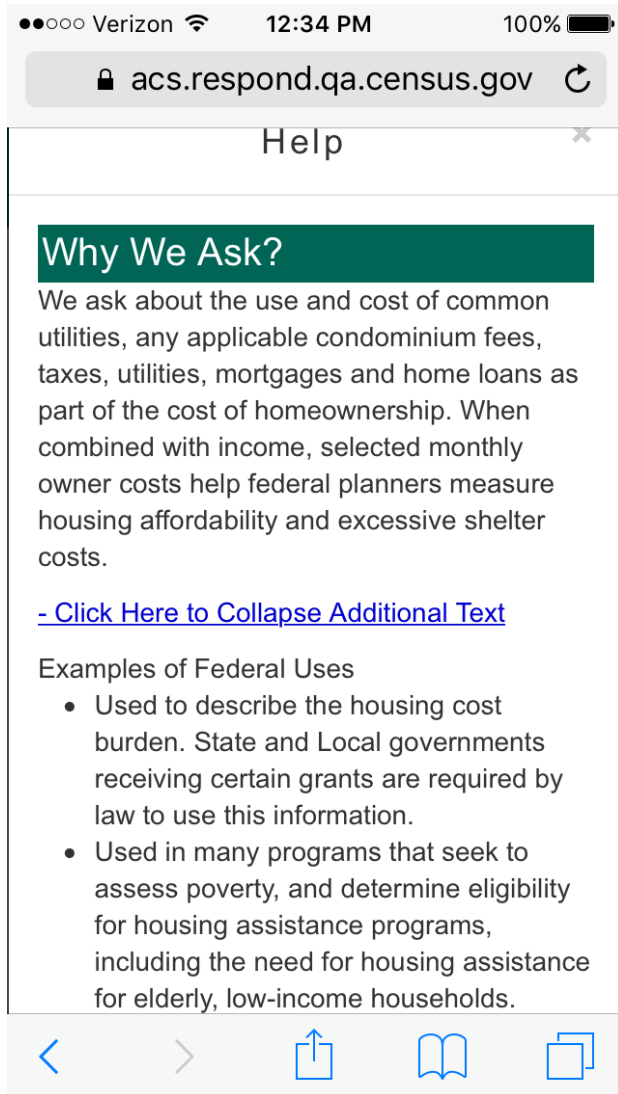 Verizon 12:34 PM 100%
acs.respond.qa.census.gov
Help
Why We Ask?
We ask about the use and cost of common
utilities, any applicable condominium fees,
taxes, utilities, mortgages and home loans as
part of the cost of homeownership. When
combined with income, selected monthly
owner costs help federal planners measure
housing affordability and excessive shelter
costs.
- Click Here to Collapse Additional Text
Examples of Federal Uses
• Used to describe the housing cost
burden. State and Local governments
receiving certain grants are required by
law to use this information.
• Used in many programs that seek to
assess poverty, and determine eligibility
for housing assistance programs,
including the need for housing assistance
for elderly, low-income households.